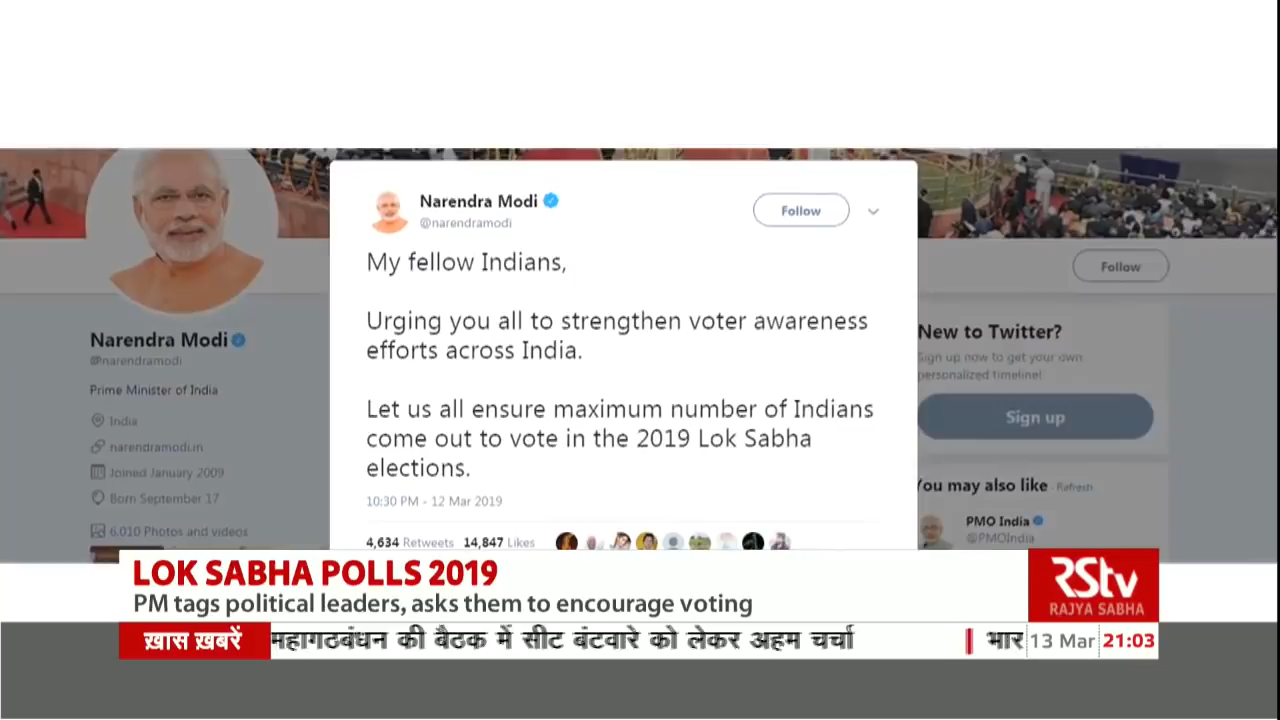 Narendra Modi
@narendramodi
Follow
My fellow Indians,
Urging you all to strengthen voter awareness
efforts across India.
Let us all ensure maximum number of Indians
come out to vote in the 2019 Lok Sabha
elections.
10:30 PM - 12 Mar 2019
4,634 Retweets 14,847 Likes
Narendra Modi
@narendramodi
Prime Minister of India
India
narendramodi.in
Joined January 2009
Born September 17
6,010 Photos and videos
Follow
New to Twitter?
Sign up now to get your own
personalized timeline!
Sign up
You may also like Refresh
PMO India
@PMOIndia
LOK SABHA POLLS 2019
PM tags political leaders, asks them to encourage voting
RStv
RAJYA SABHA
ख़ास ख़बरें महागठबंधन की बैठक में सीट बंटवारे को लेकर अहम चर्चा | भार 13 Mar 21:03